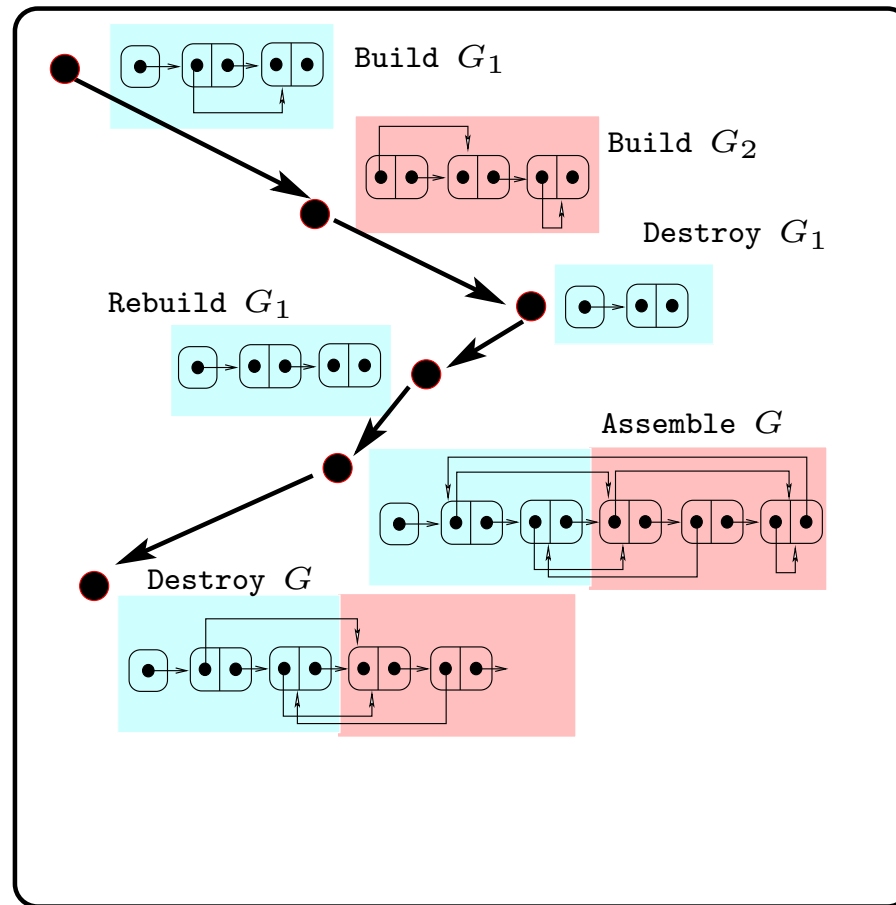 Build G₁
Build G₂
Destroy G₁
Rebuild G₁
Assemble G
Destroy G